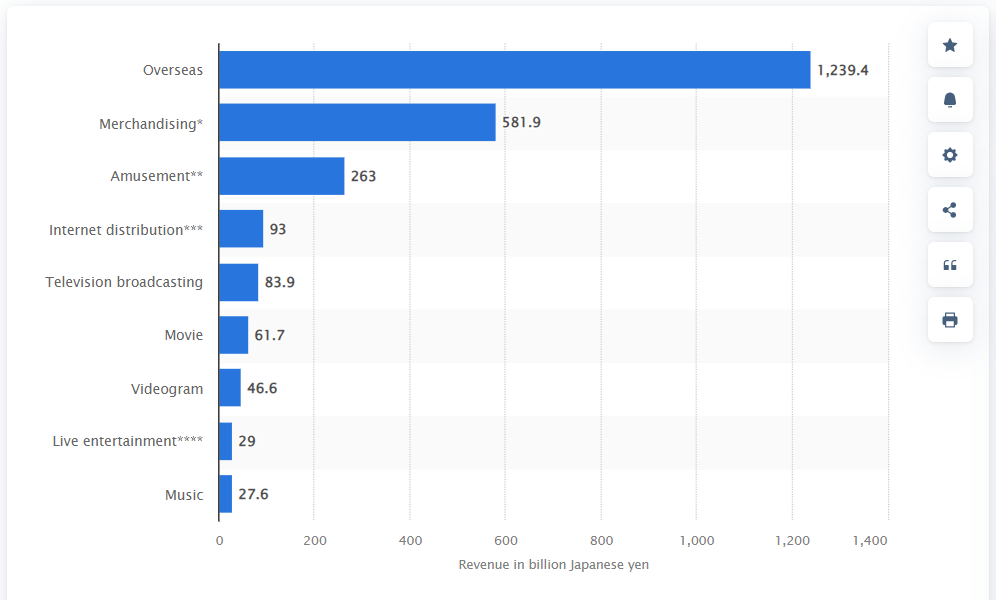 Overseas 1,239.4
Merchandising* 581.9
Amusement** 263
Internet distribution*** 93
Television broadcasting 83.9
Movie 61.7
Videogram 46.6
Live entertainment**** 29
Music 27.6
0 200 400 600 800 1,000 1,200 1,400
Revenue in billion Japanese yen